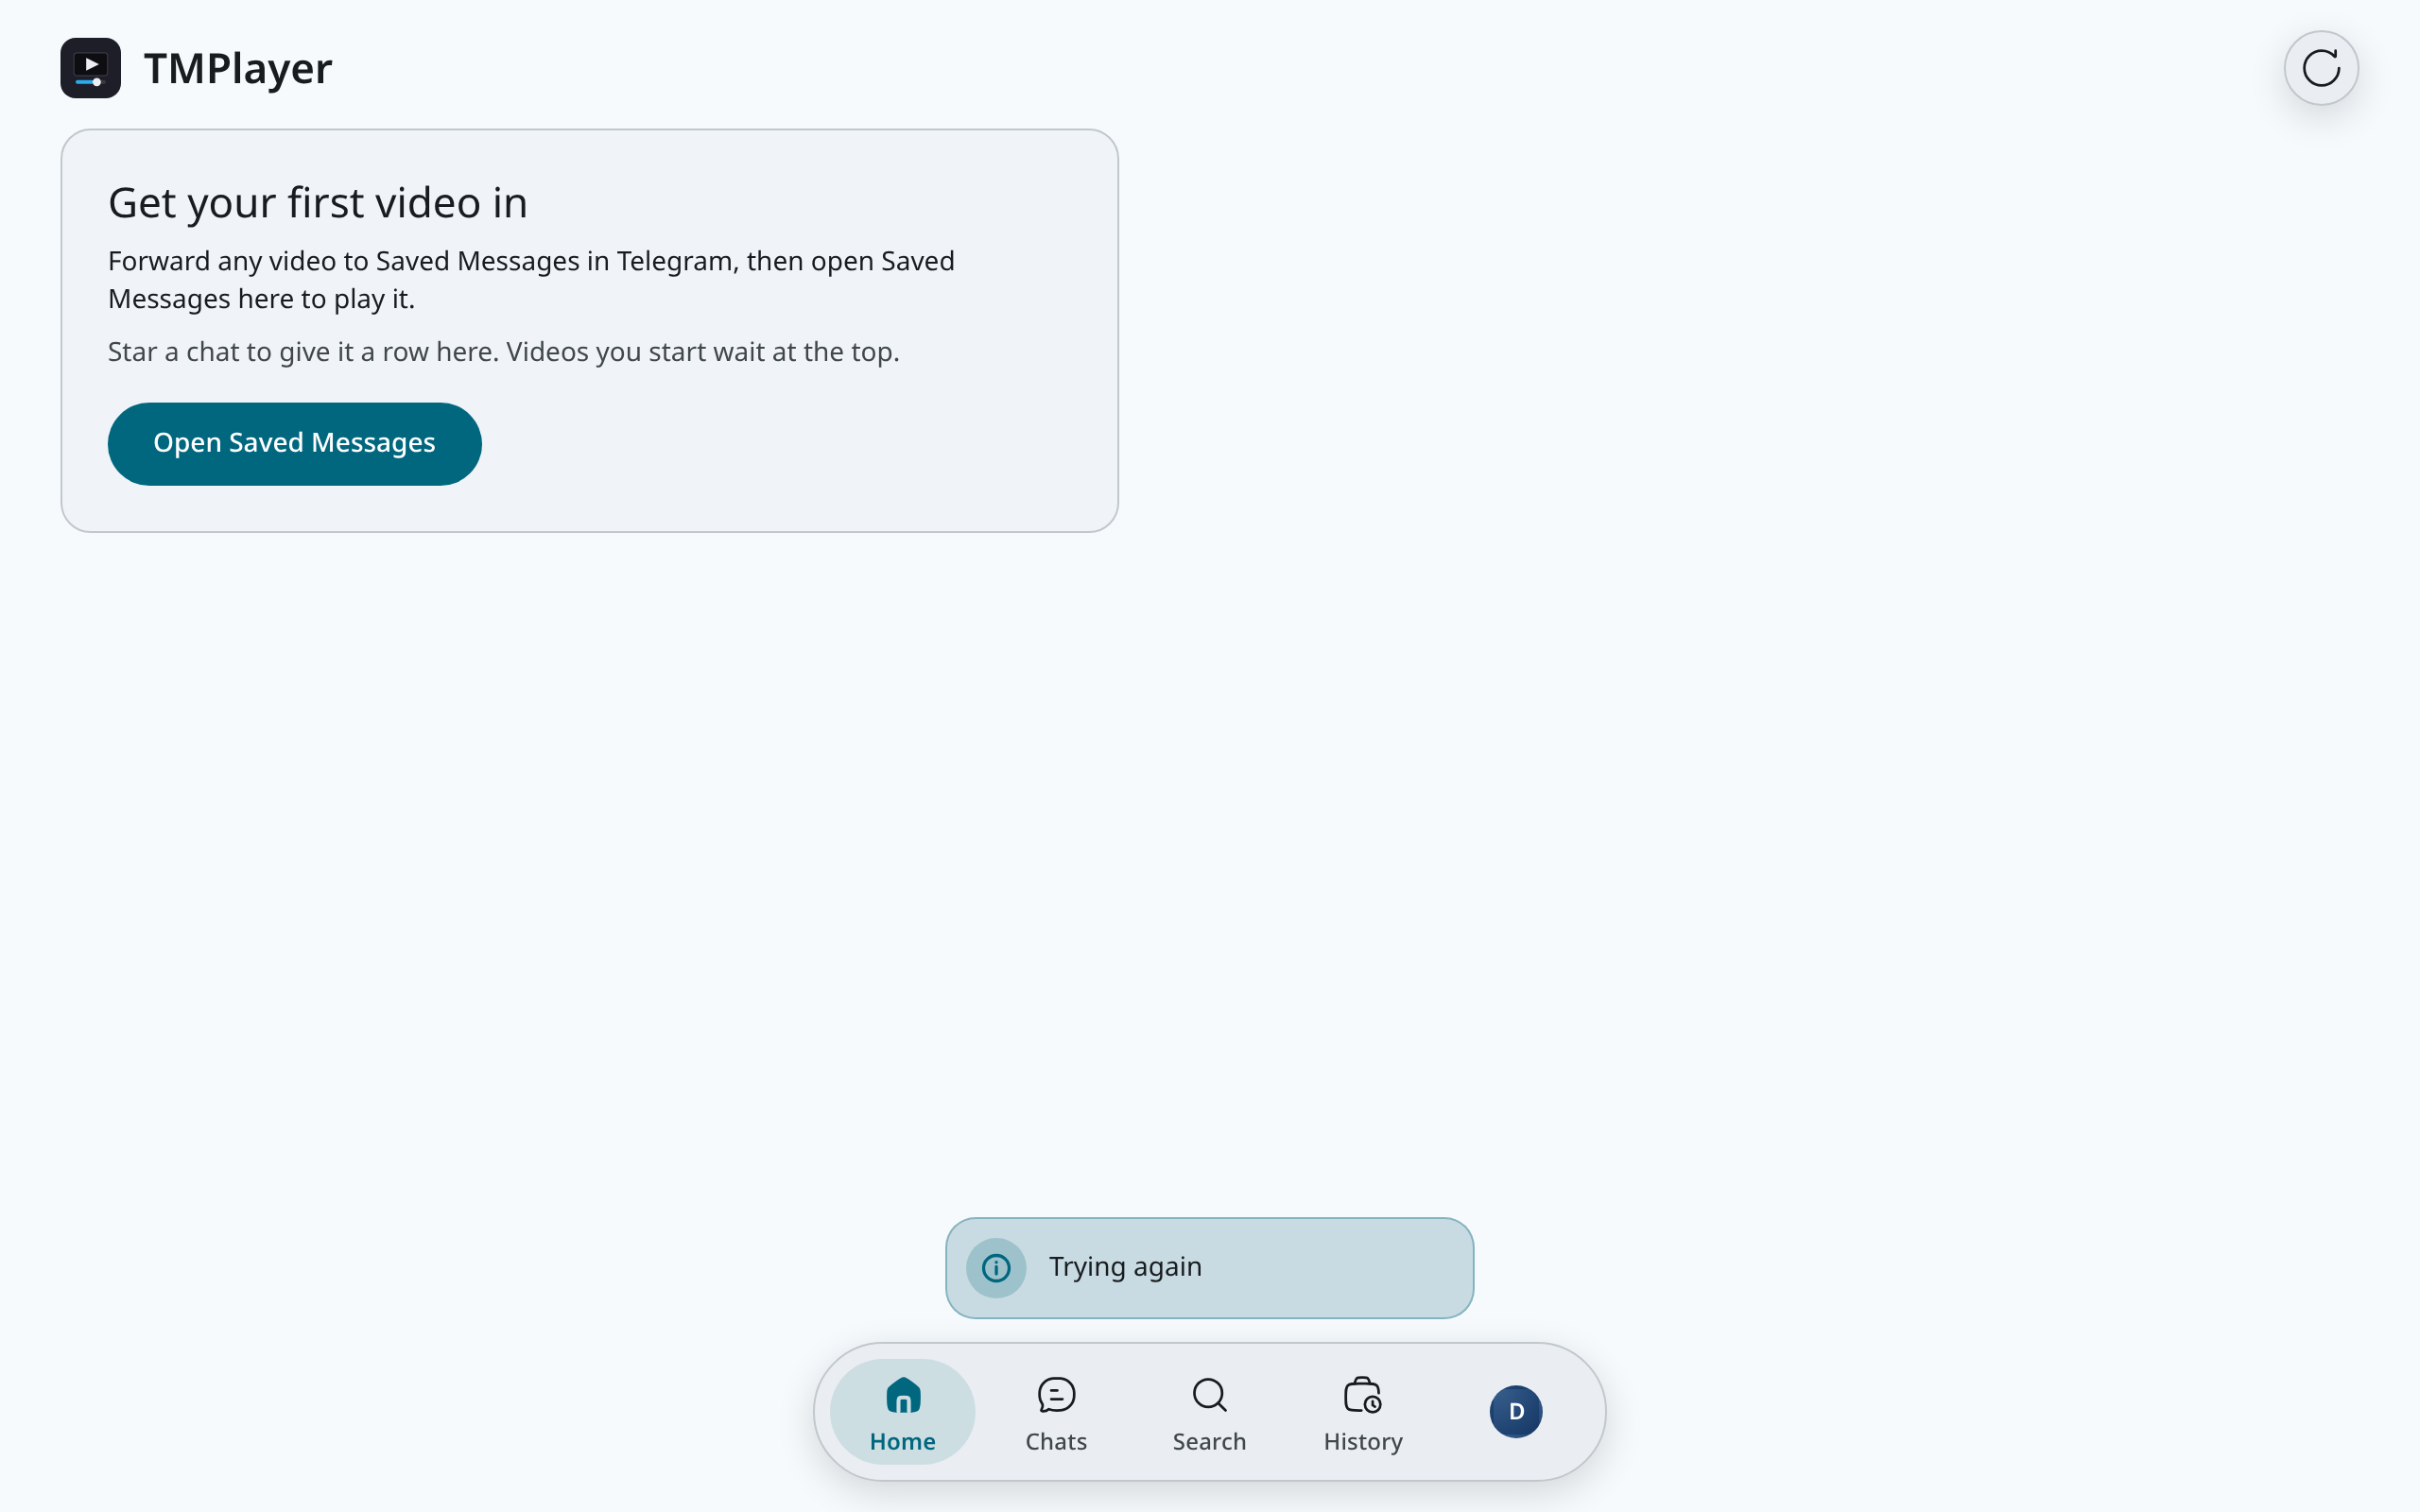 TMPlayer
Get your first video in
Forward any video to Saved Messages in Telegram, then open Saved
Messages here to play it.
Star a chat to give it a row here. Videos you start wait at the top.
Open Saved Messages
Trying again
Home
Chats
Search
History
D